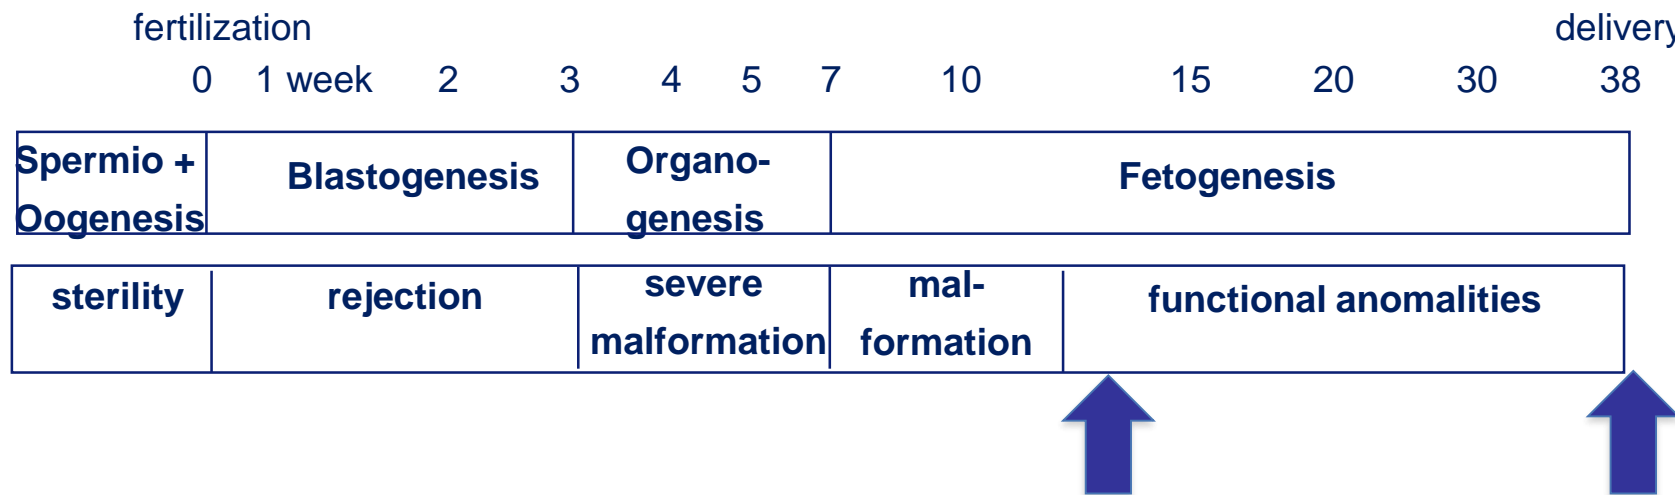 fertilization delivery
0 1 week 2 3 4 5 7 10 15 20 30 38
Spermio +
Oogenesis
Blastogenesis
Organo-
genesis
Fetogenesis
sterility
rejection
severe
malformation
mal-
formation
functional anomalities